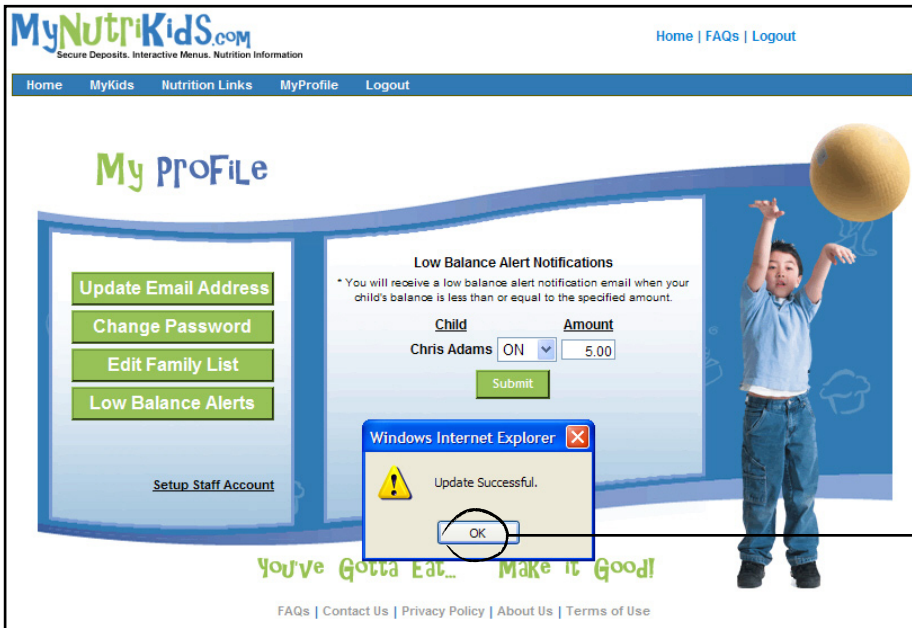 MyNutriKids.com
Secure Deposits. Interactive Menus. Nutrition Information
Home | FAQs | Logout
Home MyKids Nutrition Links MyProfile Logout
My Profile
Update Email Address
Change Password
Edit Family List
Low Balance Alerts
Setup Staff Account
Low Balance Alert Notifications
* You will receive a low balance alert notification email when your
child's balance is less than or equal to the specified amount.
Child Amount
Chris Adams ON 5.00
Submit
Windows Internet Explorer
Update Successful.
OK
You've Gotta Eat... Make it Good!
FAQs | Contact Us | Privacy Policy | About Us | Terms of Use